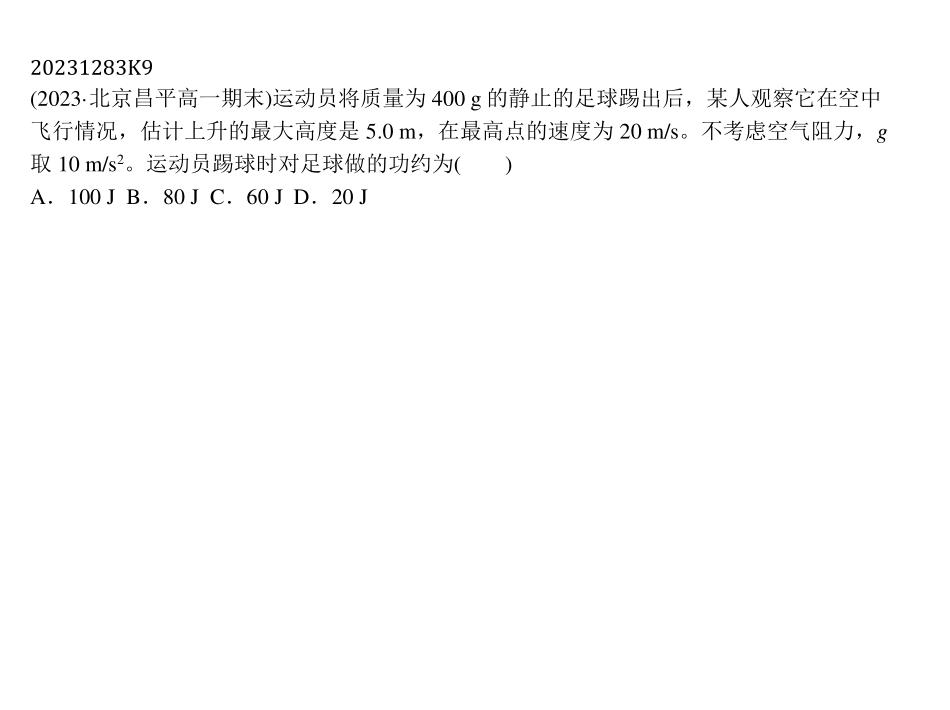 20231283K9
(2023·北京昌平高一期末)运动员将质量为 400 g 的静止的足球踢出后，某人观察它在空中
飞行情况，估计上升的最大高度是 5.0 m，在最高点的速度为 20 m/s。不考虑空气阻力，g
取 10 m/s²。运动员踢球时对足球做的功约为(　　)
A．100 J  B．80 J  C．60 J  D．20 J